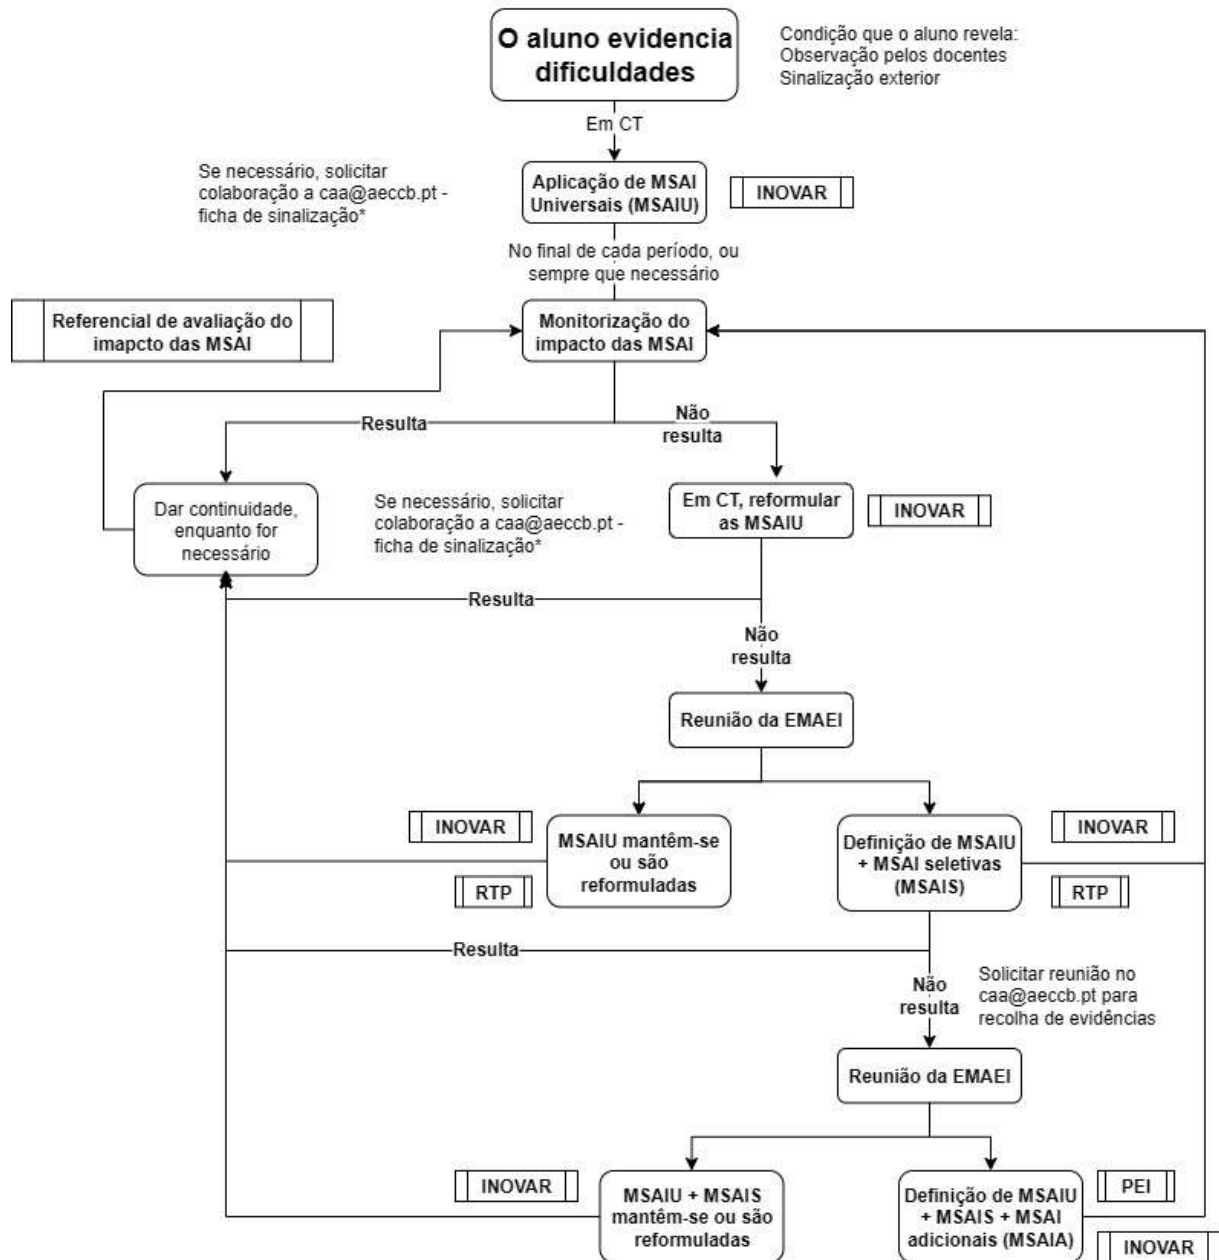 O aluno evidencia
dificuldades
Condição que o aluno revela:
Observação pelos docentes
Sinalização exterior
Em CT
Se necessário, solicitar
colaboração a caa@aeccb.pt -
ficha de sinalização*
Aplicação de MSAI
Universais (MSAIU)
INOVAR
No final de cada período, ou
sempre que necessário
Referencial de avaliação do
imapcto das MSAI
Monitorização do
impacto das MSAI
Resulta
Não
resulta
Dar continuidade,
enquanto for
necessário
Se necessário, solicitar
colaboração a caa@aeccb.pt -
ficha de sinalização*
Em CT, reformular
as MSAIU
INOVAR
Resulta
Não
resulta
Reunião da EMAEI
INOVAR
RTP
MSAIU mantêm-se
ou são
reformuladas
Definição de MSAIU
+ MSAI seletivas
(MSAIS)
INOVAR
RTP
Resulta
Não
resulta
Solicitar reunião no
caa@aeccb.pt para
recolha de evidências
Reunião da EMAEI
INOVAR
MSAIU + MSAIS
mantêm-se ou são
reformuladas
Definição de MSAIU
+ MSAIS + MSAI
adicionais (MSAIA)
PEI
INOVAR